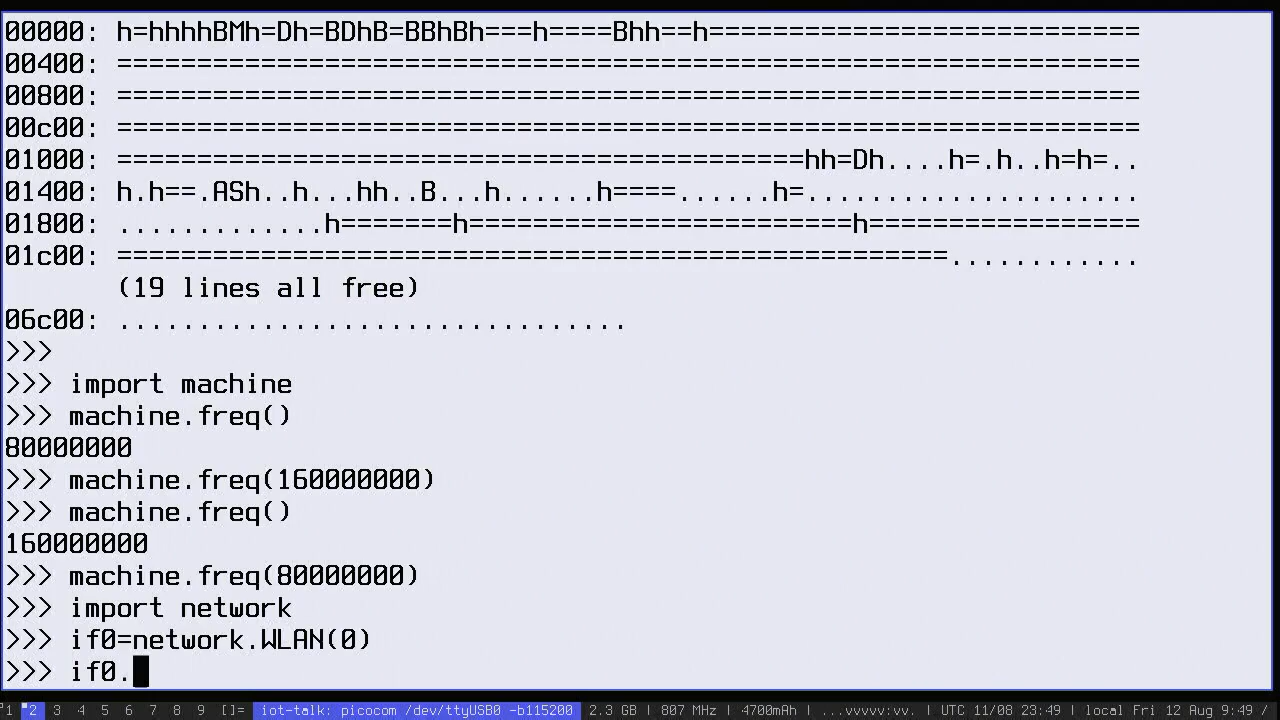 00000: h=hhhhBMh=Dh=BDhB=BBhBh===h====Bhh==h===========================
00400: ================================================================
00800: ================================================================
00c00: ================================================================
01000: ===========================================hh=Dh....h=.h..h=h=..
01400: h.h==.ASh..h...hh..B...h......h====......h=.....................
01800: .............h=======h========================h=================
01c00: ====================================================............
(19 lines all free)
06c00: ................................
>>>
>>> import machine
>>> machine.freq()
80000000
>>> machine.freq(160000000)
>>> machine.freq()
160000000
>>> machine.freq(80000000)
>>> import network
>>> if0=network.WLAN(0)
>>> if0.
1 2 3 4 5 6 7 8 9 []= iot-talk: picocom /dev/ttyUSB0 -b115200 2.3 GB | 807 MHz | 4700mAh | ...vvvvv:vv. | UTC 11/08 23:49 | local Fri 12 Aug 9:49 /